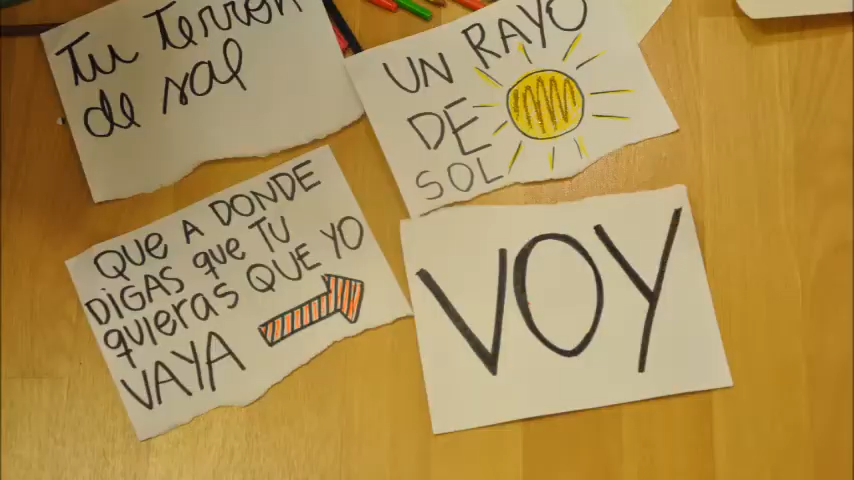 Tu Terrón
de sal
UN RAYO
DE
SOL
QUE A DONDE
DIGAS que TU
quieras QUE YO
VAYA
VOY